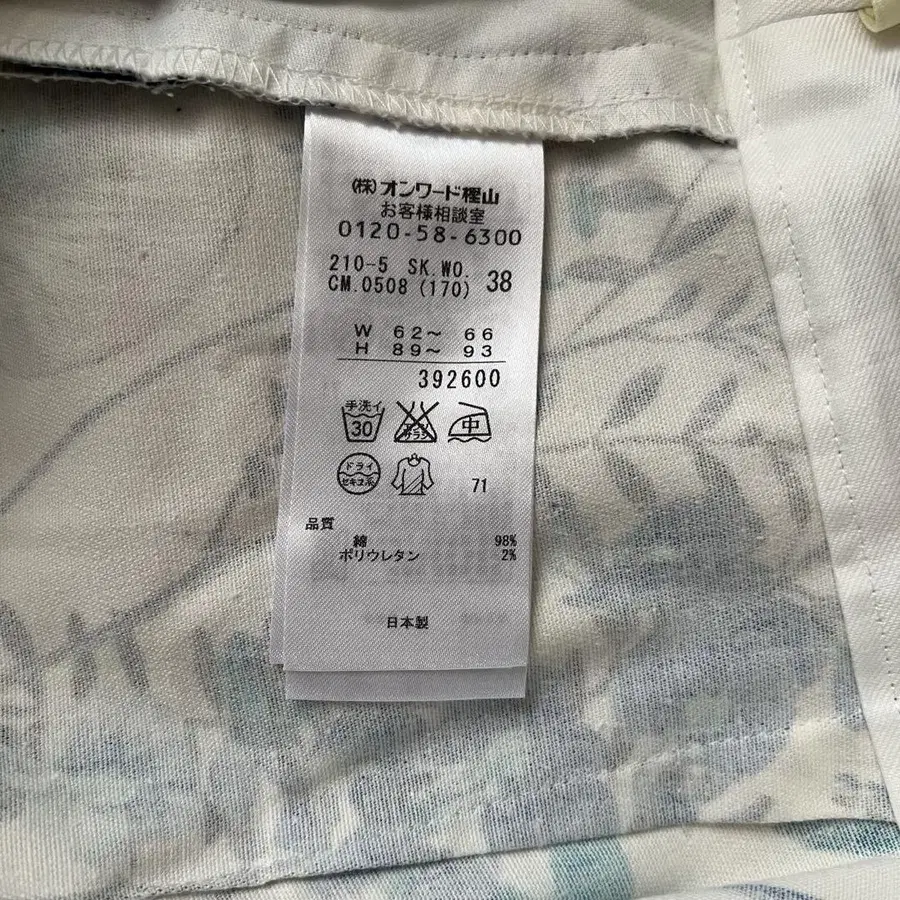 (株)オンワード樫山
お客様相談室
0120-58-6300
210-5 SK.WO. 38
CM.0508 (170)
W 62〜 66
H 89〜 93
392600
手洗イ
30
中
ドライ
セキユ系
71
品質
綿 98%
ポリウレタン 2%
日本製